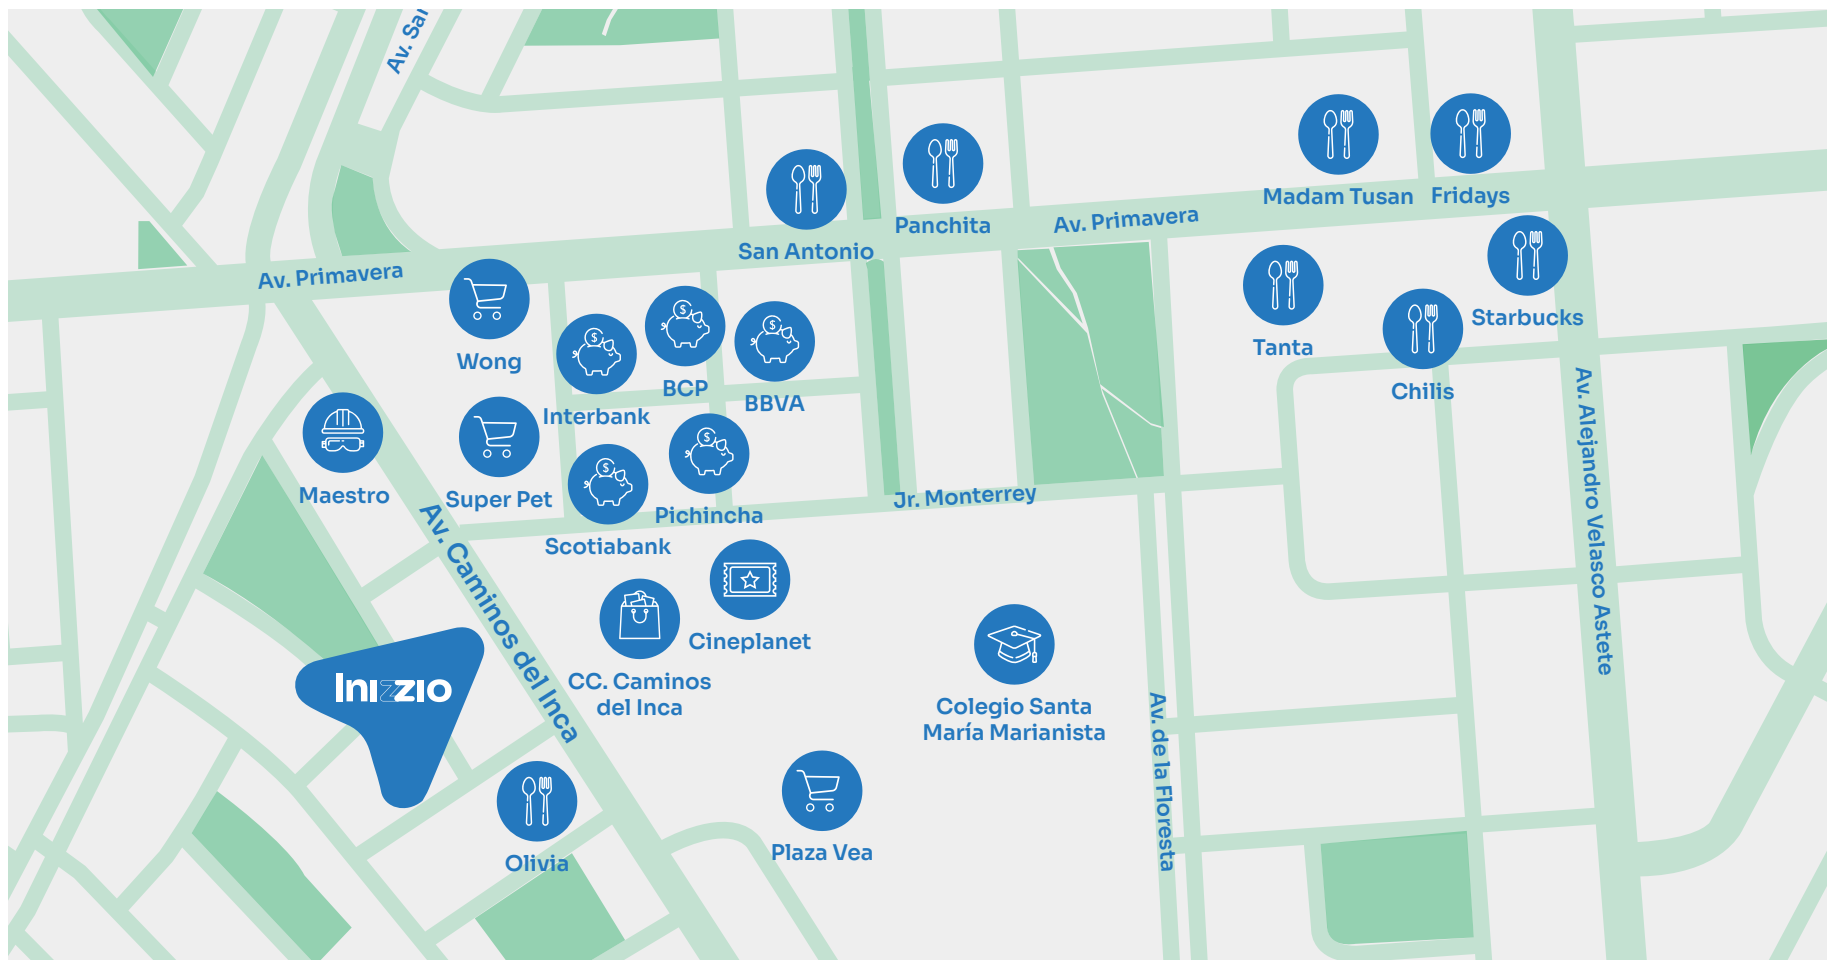 Av. Sal
Madam Tusan
Fridays
Panchita
Av. Primavera
San Antonio
Av. Primavera
Starbucks
Tanta
Wong
BCP
Chilis
BBVA
Interbank
Maestro
Super Pet
Pichincha
Jr. Monterrey
Scotiabank
Av. Alejandro Velasco Astete
Av. Caminos del Inca
Cineplanet
CC. Caminos
del Inca
Inizzio
Colegio Santa
María Marianista
Av. de la Floresta
Plaza Vea
Olivia
$
$
$
$
$